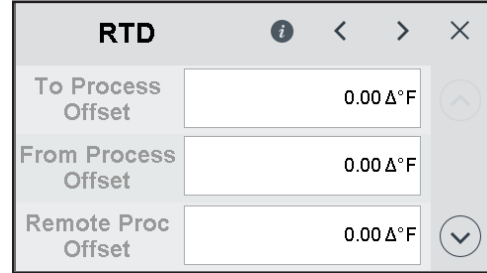 RTD
To Process
Offset
0.00 Δ°F
From Process
Offset
0.00 Δ°F
Remote Proc
Offset
0.00 Δ°F